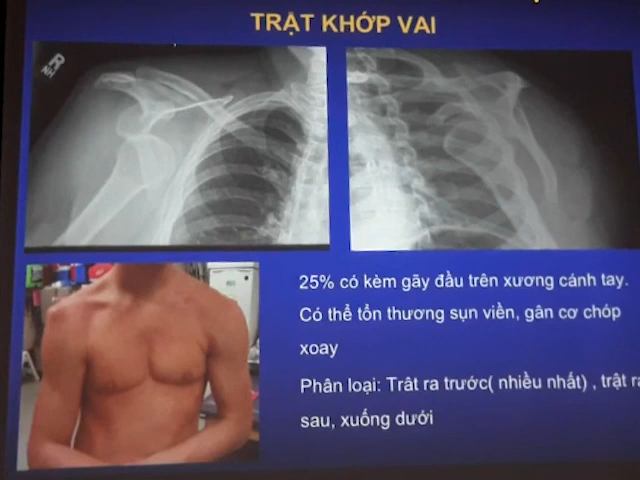 TRẬT KHỚP VAI
R
25% có kèm gãy đầu trên xương cánh tay.
Có thể tổn thương sụn viền, gân cơ chóp
xoay
Phân loại: Trât ra trước( nhiều nhất) , trật ra
sau, xuống dưới